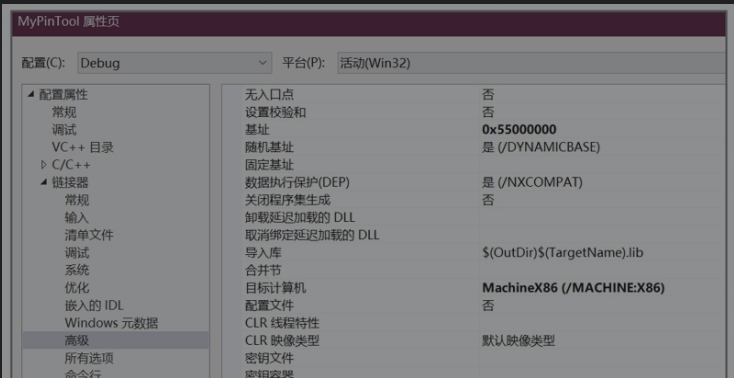 MyPinTool 属性页
配置(C): Debug 平台(P): 活动(Win32)
配置属性
常规
调试
VC++ 目录
C/C++
链接器
常规
输入
清单文件
调试
系统
优化
嵌入的 IDL
Windows 元数据
高级
所有选项
命令行
无入口点 否
设置校验和 否
基址 0x55000000
随机基址 是 (/DYNAMICBASE)
固定基址
数据执行保护(DEP) 是 (/NXCOMPAT)
关闭程序集生成 否
卸载延迟加载的 DLL
取消绑定延迟加载的 DLL
导入库 $(OutDir)$(TargetName).lib
合并节
目标计算机 MachineX86 (/MACHINE:X86)
配置文件 否
CLR 线程特性
CLR 映像类型 默认映像类型
密钥文件
密钥容器